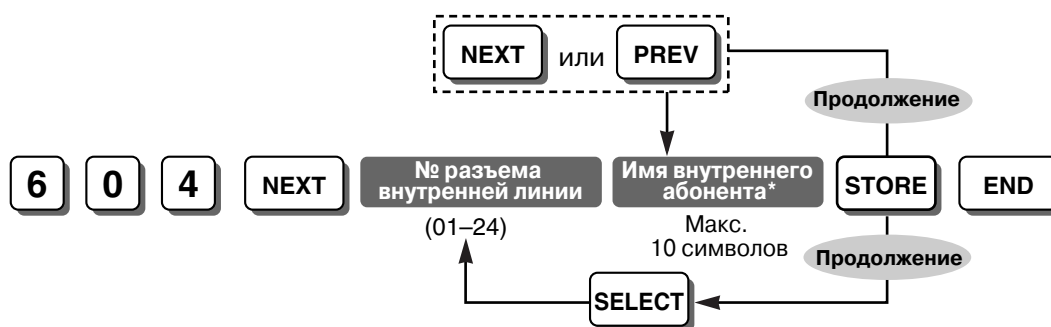 NEXT или PREV
Продолжение
6 0 4 NEXT № разъема внутренней линии Имя внутреннего абонента* STORE END
(01–24)
Макс.
10 символов
Продолжение
SELECT